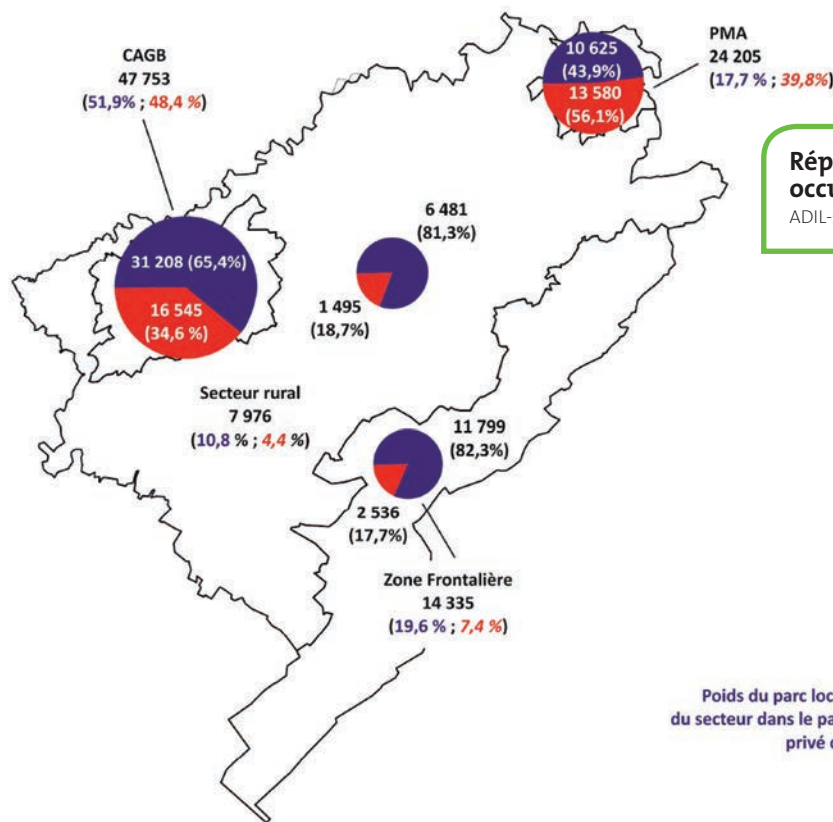 CAGB
47 753
(51,9% ; 48,4 %)
10 625
(43,9%)
13 580
(56,1%)
PMA
24 205
(17,7 % ; 39,8%)
Rép
occu
ADIL-
31 208 (65,4%)
16 545
(34,6 %)
6 481
(81,3%)
1 495
(18,7%)
Secteur rural
7 976
(10,8 % ; 4,4 %)
11 799
(82,3%)
2 536
(17,7%)
Zone Frontalière
14 335
(19,6 % ; 7,4 %)
Poids du parc loc
du secteur dans le pa
privé